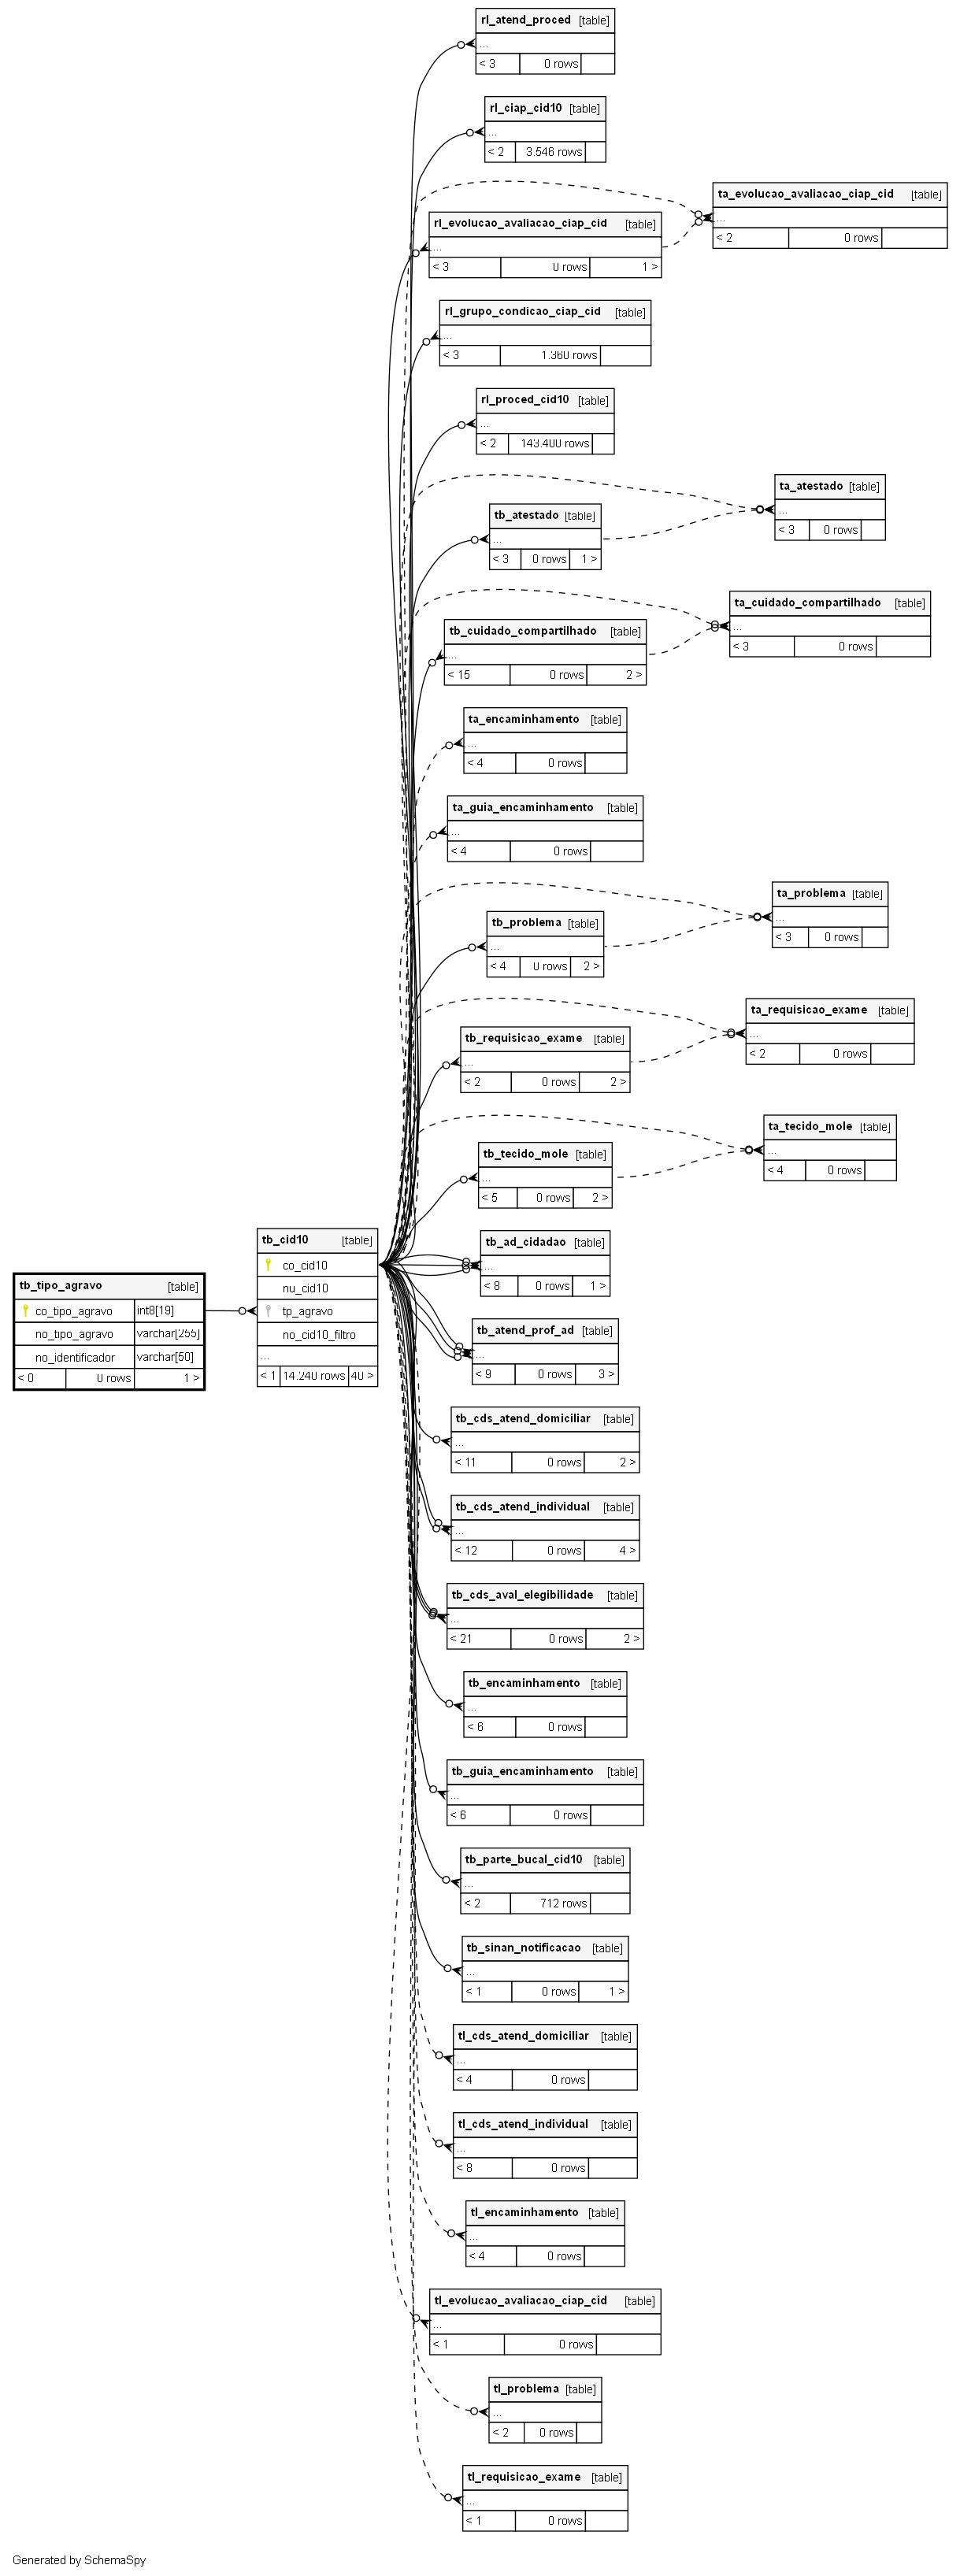 rl_atend_proced [table]
...
< 3 0 rows
rl_ciap_cid10 [table]
...
< 2 3.546 rows
ta_evolucao_avaliacao_ciap_cid [table]
...
< 2 0 rows
rl_evolucao_avaliacao_ciap_cid [table]
...
< 3 0 rows 1 >
rl_grupo_condicao_ciap_cid [table]
...
< 3 1.360 rows
rl_proced_cid10 [table]
...
< 2 143.400 rows
ta_atestado [table]
...
< 3 0 rows
tb_atestado [table]
...
< 3 0 rows 1 >
ta_cuidado_compartilhado [table]
...
< 3 0 rows
tb_cuidado_compartilhado [table]
...
< 15 0 rows 2 >
ta_encaminhamento [table]
...
< 4 0 rows
ta_guia_encaminhamento [table]
...
< 4 0 rows
ta_problema [table]
...
< 3 0 rows
tb_problema [table]
...
< 4 0 rows 2 >
ta_requisicao_exame [table]
...
< 2 0 rows
tb_requisicao_exame [table]
...
< 2 0 rows 2 >
ta_tecido_mole [table]
...
< 4 0 rows
tb_tecido_mole [table]
...
< 5 0 rows 2 >
tb_cid10 [table]
co_cid10
nu_cid10
tp_agravo
no_cid10_filtro
...
< 1 14.240 rows 40 >
tb_tipo_agravo [table]
co_tipo_agravo int8[19]
no_tipo_agravo varchar[255]
no_identificador varchar[50]
< 0 0 rows 1 >
tb_ad_cidadao [table]
...
< 8 0 rows 1 >
tb_atend_prof_ad [table]
...
< 9 0 rows 3 >
tb_cds_atend_domiciliar [table]
...
< 11 0 rows 2 >
tb_cds_atend_individual [table]
...
< 12 0 rows 4 >
tb_cds_aval_elegibilidade [table]
...
< 21 0 rows 2 >
tb_encaminhamento [table]
...
< 6 0 rows
tb_guia_encaminhamento [table]
...
< 6 0 rows
tb_parte_bucal_cid10 [table]
...
< 2 712 rows
tb_sinan_notificacao [table]
...
< 1 0 rows 1 >
tl_cds_atend_domiciliar [table]
...
< 4 0 rows
tl_cds_atend_individual [table]
...
< 8 0 rows
tl_encaminhamento [table]
...
< 4 0 rows
tl_evolucao_avaliacao_ciap_cid [table]
...
< 1 0 rows
tl_problema [table]
...
< 2 0 rows
tl_requisicao_exame [table]
...
< 1 0 rows
Generated by SchemaSpy